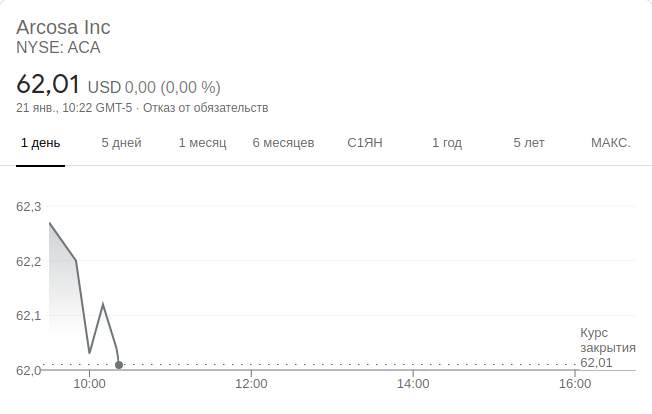 Arcosa Inc
NYSE: ACA
62,01 USD 0,00 (0,00 %)
21 янв., 10:22 GMT-5 · Отказ от обязательств
1 день 5 дней 1 месяц 6 месяцев С1ЯН 1 год 5 лет МАКС.
62,3
62,2
62,1
62,0
Курс
закрытия
62,01
10:00 12:00 14:00 16:00